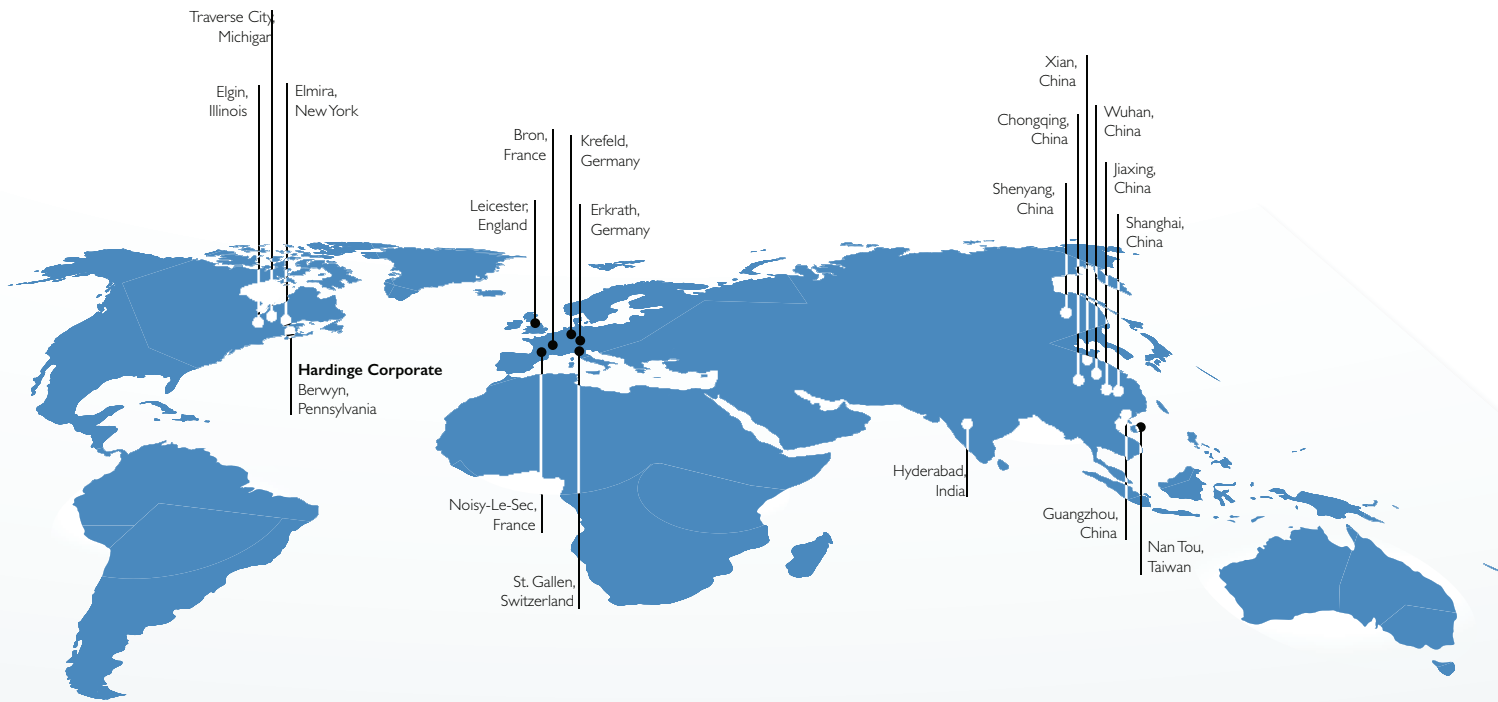 Traverse City,
Michigan
Elgin,
Illinois
Elmira,
New York
Hardinge Corporate
Berwyn,
Pennsylvania
Bron,
France
Krefeld,
Germany
Leicester,
England
Erkrath,
Germany
Noisy-Le-Sec,
France
St. Gallen,
Switzerland
Xian,
China
Chongqing,
China
Wuhan,
China
Jiaxing,
China
Shenyang,
China
Shanghai,
China
Hyderabad,
India
Guangzhou,
China
Nan Tou,
Taiwan